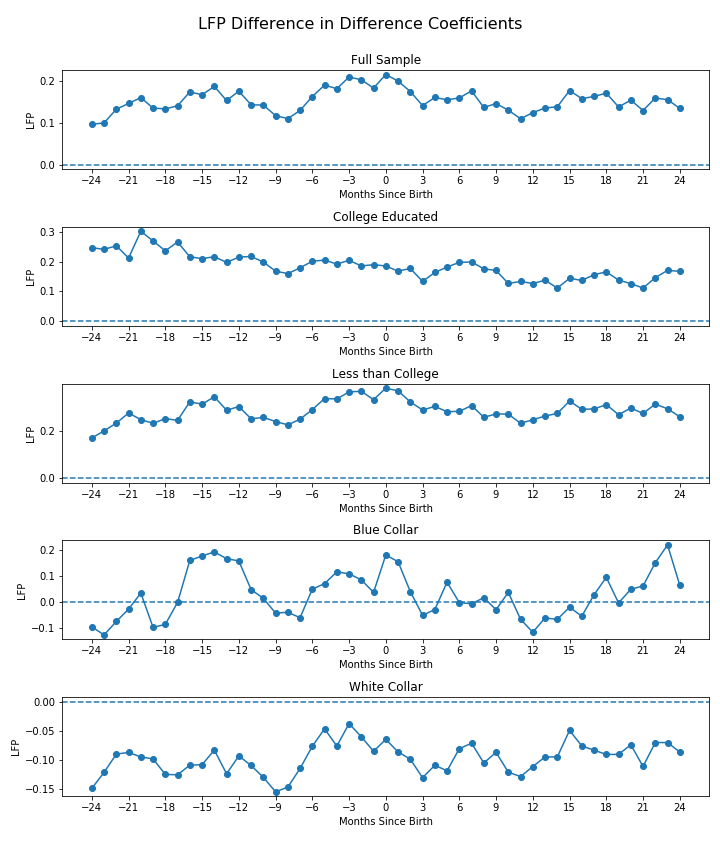 LFP Difference in Difference Coefficients
Full Sample
0.2
0.1
0.0
LFP
−24 −21 −18 −15 −12 −9 −6 −3 0 3 6 9 12 15 18 21 24
Months Since Birth
College Educated
0.3
0.2
0.1
0.0
LFP
−24 −21 −18 −15 −12 −9 −6 −3 0 3 6 9 12 15 18 21 24
Months Since Birth
Less than College
0.2
0.0
LFP
−24 −21 −18 −15 −12 −9 −6 −3 0 3 6 9 12 15 18 21 24
Months Since Birth
Blue Collar
0.2
0.1
0.0
−0.1
LFP
−24 −21 −18 −15 −12 −9 −6 −3 0 3 6 9 12 15 18 21 24
Months Since Birth
White Collar
0.00
−0.05
−0.10
−0.15
LFP
−24 −21 −18 −15 −12 −9 −6 −3 0 3 6 9 12 15 18 21 24
Months Since Birth